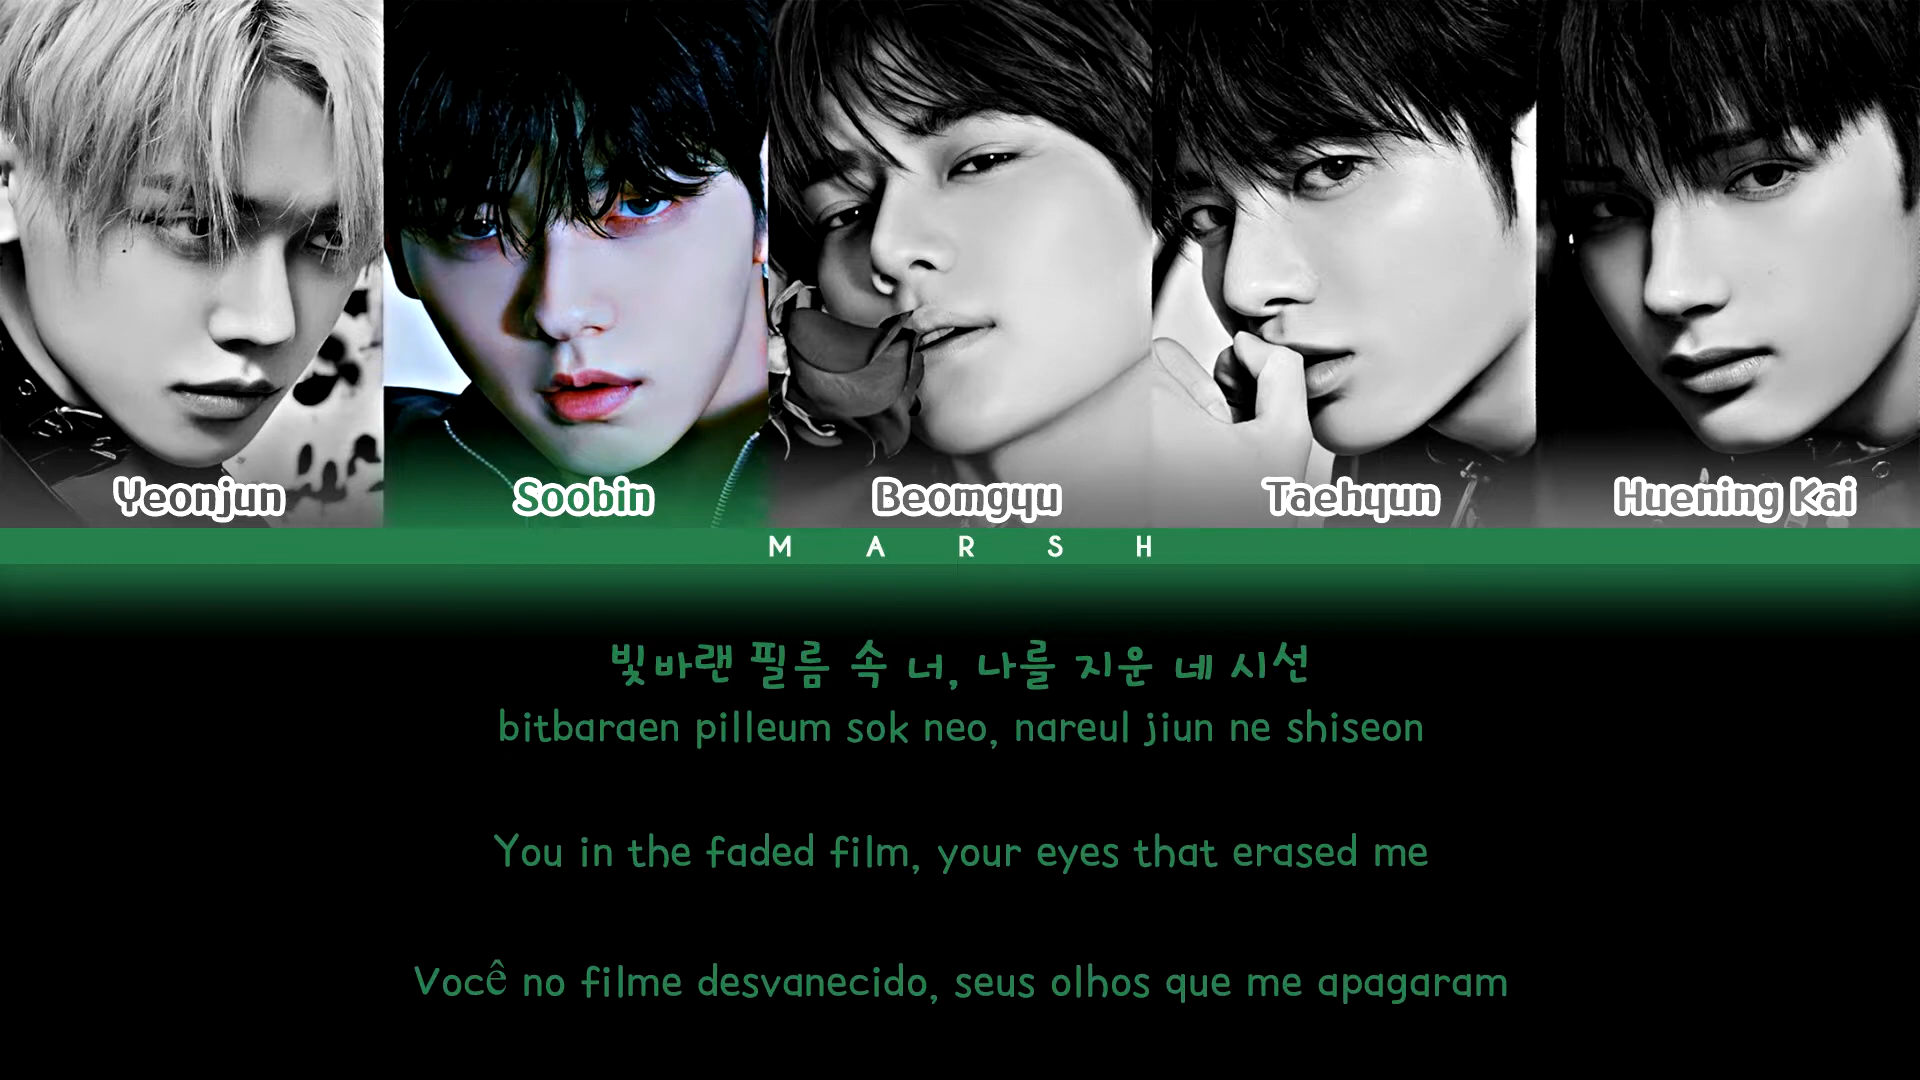 Yeonjun Soobin Beomgyu Taehyun Huening Kai
M A R S H
빛바랜 필름 속 너, 나를 지운 네 시선
bitbaraen pilleum sok neo, nareul jiun ne shiseon
You in the faded film, your eyes that erased me
Você no filme desvanecido, seus olhos que me apagaram